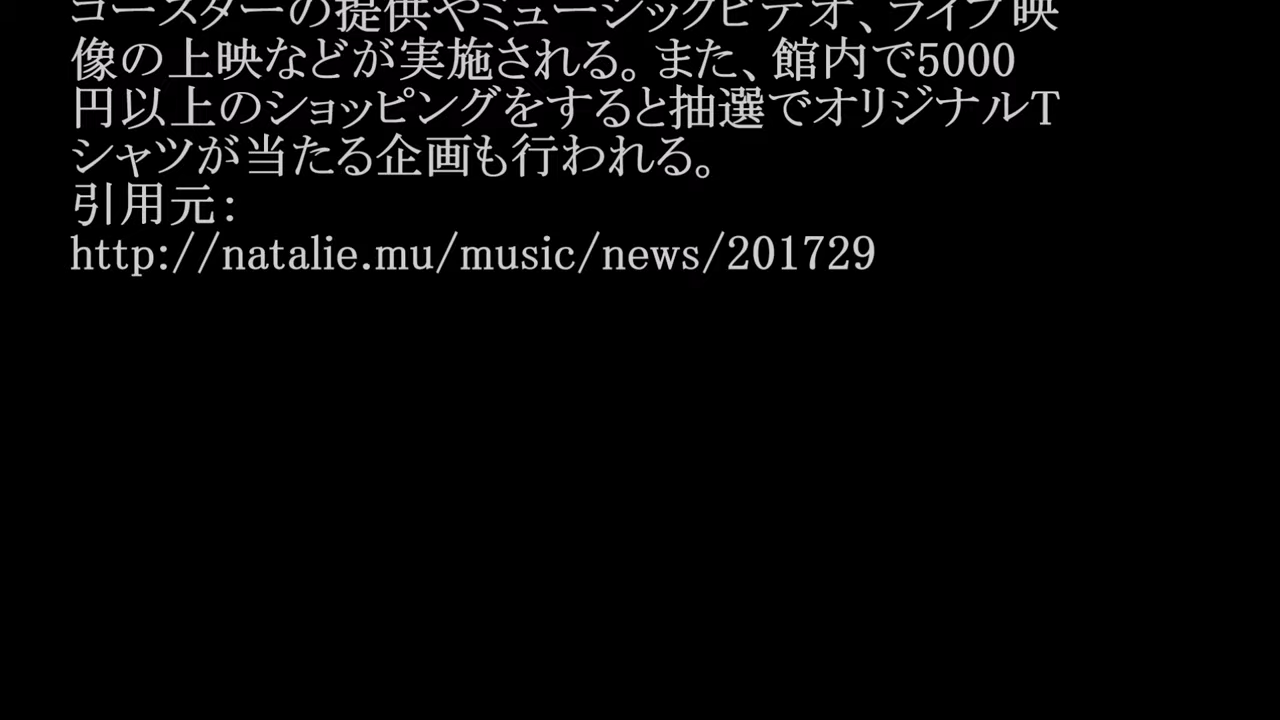 コースターの提供やミュージックビデオ、ライブ映
像の上映などが実施される。また、館内で5000
円以上のショッピングをすると抽選でオリジナルT
シャツが当たる企画も行われる。
引用元：
http://natalie.mu/music/news/201729